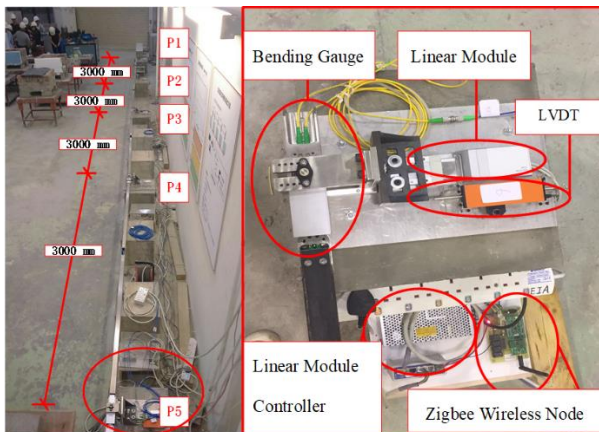 P1
3000 mm
P2
3000 mm
P3
3000 mm
P4
3000 mm
P5
Bending Gauge
Linear Module
LVDT
EIA
Linear Module
Controller
Zigbee Wireless Node